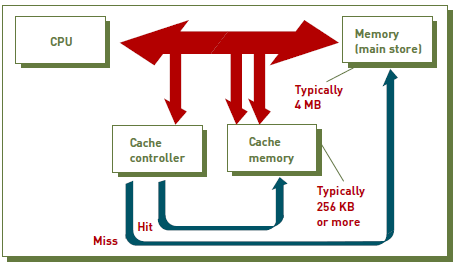 CPU
Memory
(main store)
Typically
4 MB
Cache
controller
Cache
memory
Typically
256 KB
or more
Hit
Miss